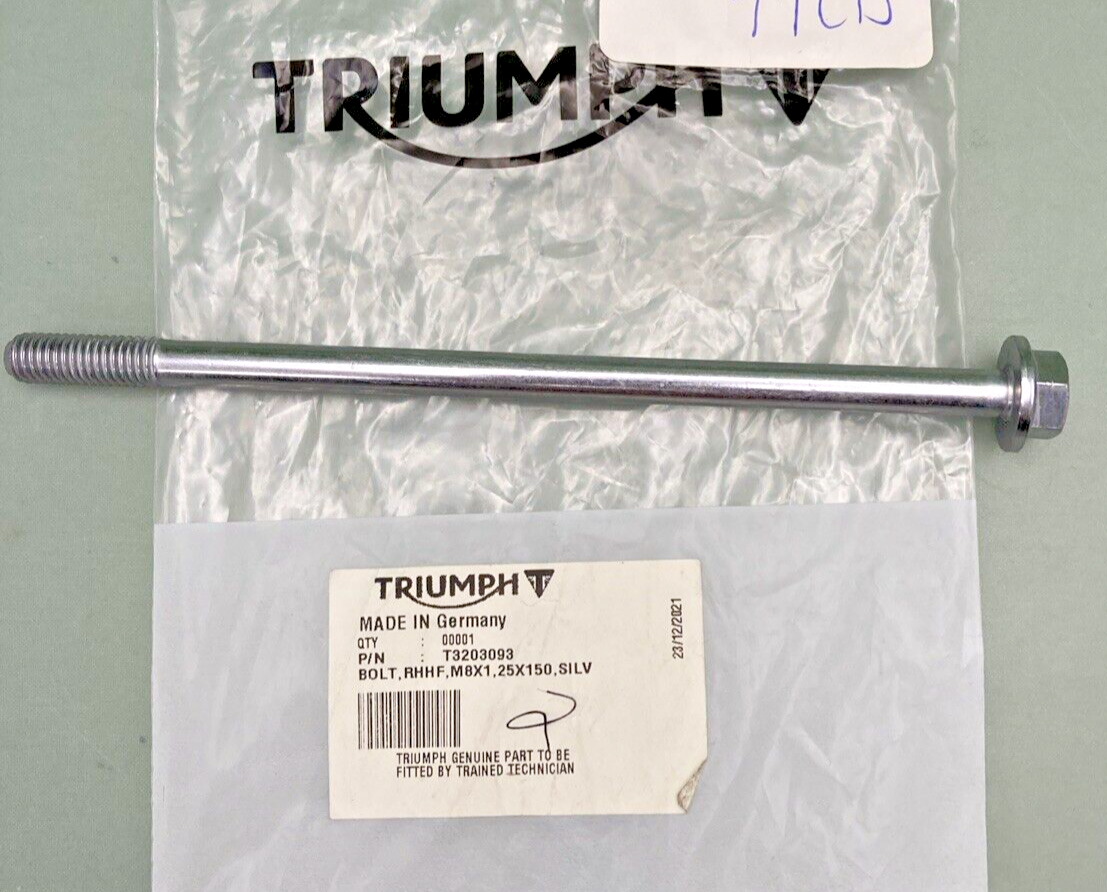 TRIUMPH
TRIUMPH
MADE IN Germany
QTY : 00001
P/N : T3203093
BOLT,RHHF,M8X1,25X150,SILV
23/12/2021
TRIUMPH GENUINE PART TO BE
FITTED BY TRAINED TECHNICIAN